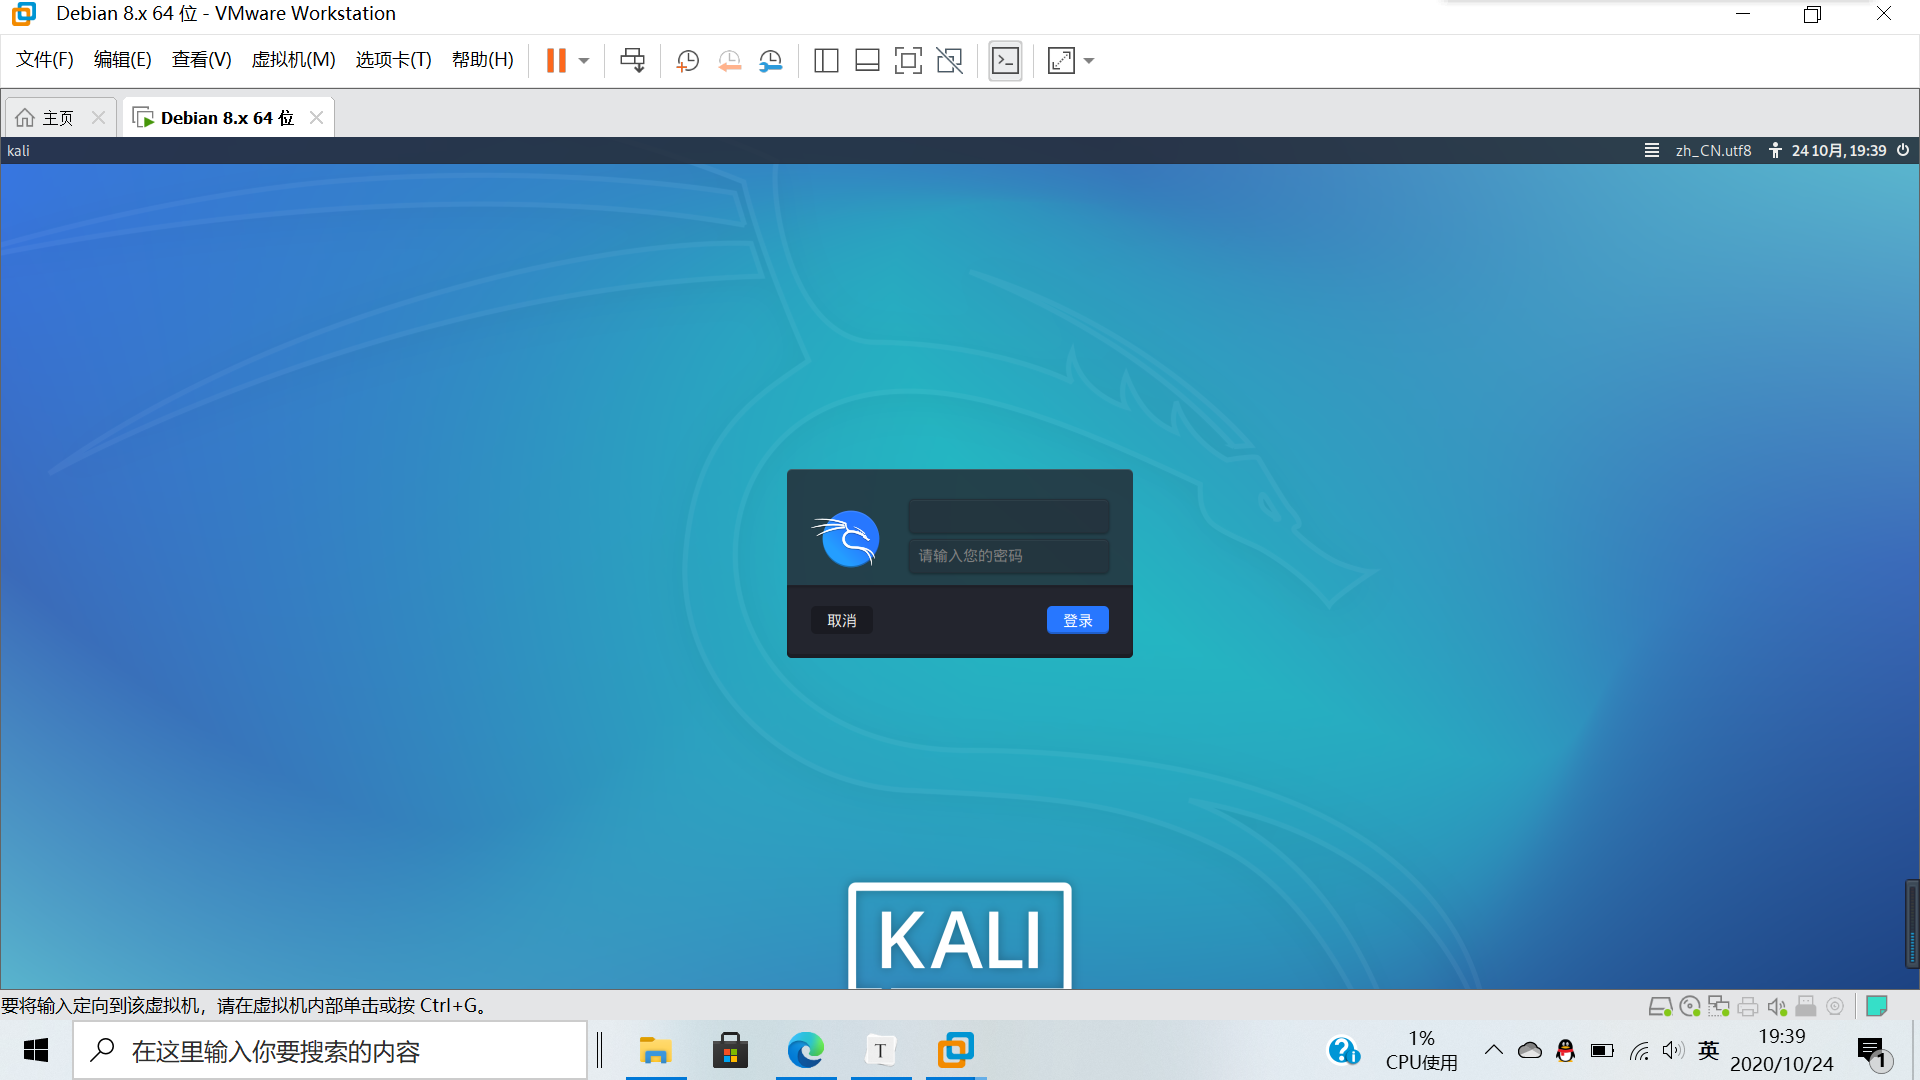 Debian 8.x 64 位 - VMware Workstation
文件(F) 编辑(E) 查看(V) 虚拟机(M) 选项卡(T) 帮助(H)
主页 Debian 8.x 64 位
kali zh_CN.utf8 24 10月, 19:39
请输入您的密码
取消 登录
KALI
要将输入定向到该虚拟机，请在虚拟机内部单击或按 Ctrl+G。
在这里输入你要搜索的内容
T
1%
CPU使用
英
19:39
2020/10/24
1